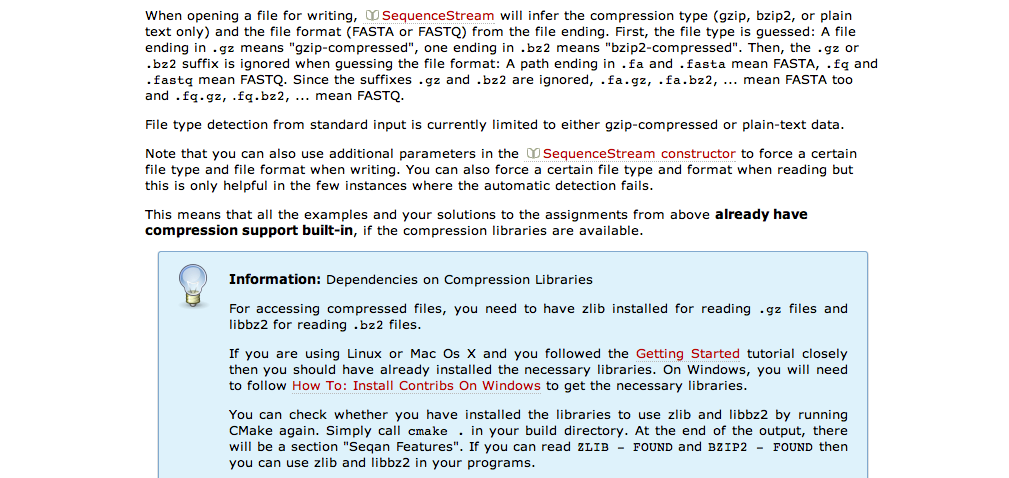 When opening a file for writing, SequenceStream will infer the compression type (gzip, bzip2, or plain
text only) and the file format (FASTA or FASTQ) from the file ending. First, the file type is guessed: A file
ending in .gz means "gzip-compressed", one ending in .bz2 means "bzip2-compressed". Then, the .gz or
.bz2 suffix is ignored when guessing the file format: A path ending in .fa and .fasta mean FASTA, .fq and
.fastq mean FASTQ. Since the suffixes .gz and .bz2 are ignored, .fa.gz, .fa.bz2, ... mean FASTA too
and .fq.gz, .fq.bz2, ... mean FASTQ.
File type detection from standard input is currently limited to either gzip-compressed or plain-text data.
Note that you can also use additional parameters in the SequenceStream constructor to force a certain
file type and file format when writing. You can also force a certain file type and format when reading but
this is only helpful in the few instances where the automatic detection fails.
This means that all the examples and your solutions to the assignments from above already have
compression support built-in, if the compression libraries are available.
Information: Dependencies on Compression Libraries
For accessing compressed files, you need to have zlib installed for reading .gz files and
libbz2 for reading .bz2 files.
If you are using Linux or Mac Os X and you followed the Getting Started tutorial closely
then you should have already installed the necessary libraries. On Windows, you will need
to follow How To: Install Contribs On Windows to get the necessary libraries.
You can check whether you have installed the libraries to use zlib and libbz2 by running
CMake again. Simply call cmake . in your build directory. At the end of the output, there
will be a section "Seqan Features". If you can read ZLIB – FOUND and BZIP2 – FOUND then
you can use zlib and libbz2 in your programs.